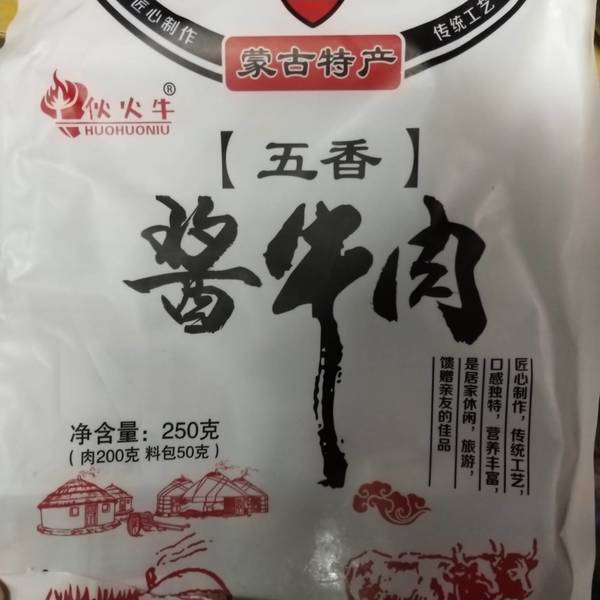 匠心制作
传统工艺
蒙古特产
伙火牛®
HUOHUONIU
【五香】
酱牛肉
匠心制作，传统工艺，
口感独特，营养丰富，
是居家休闲，旅游，
馈赠亲友的佳品
净含量：250克
（肉200克 料包50克）